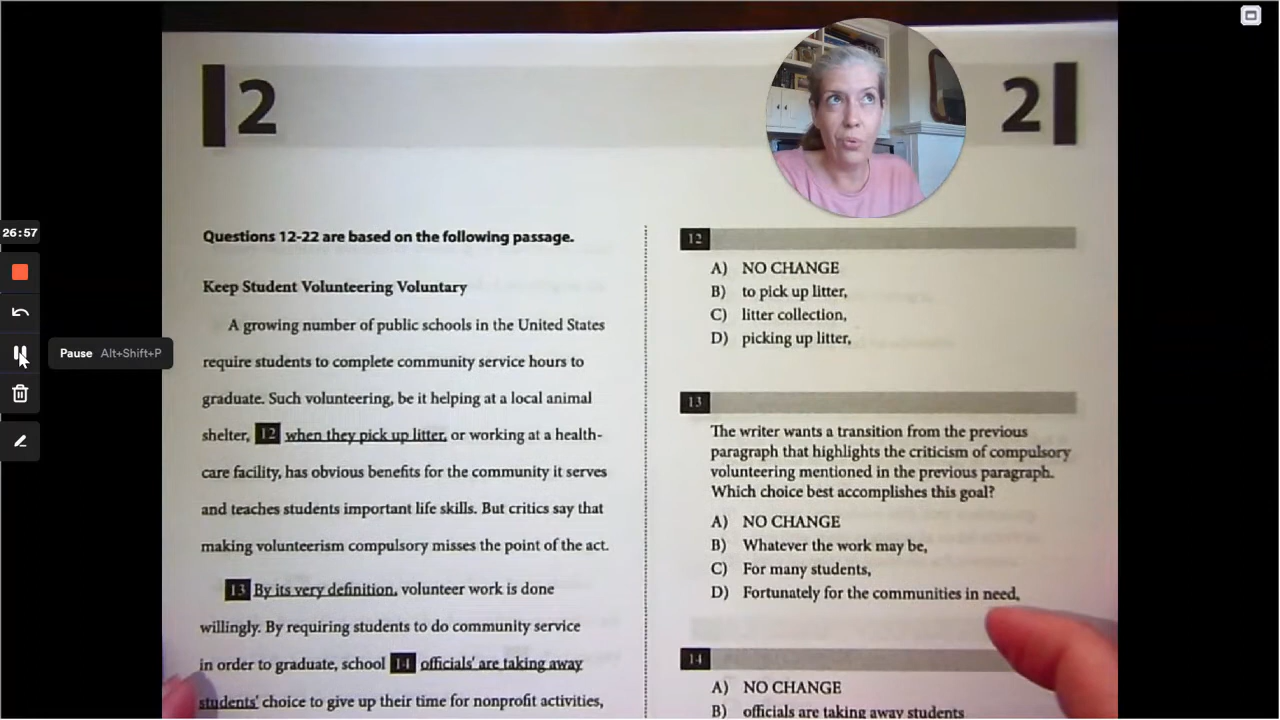 2
2
26:57
Pause Alt+Shift+P
Questions 12-22 are based on the following passage.
Keep Student Volunteering Voluntary
A growing number of public schools in the United States
require students to complete community service hours to
graduate. Such volunteering, be it helping at a local animal
shelter, 12 when they pick up litter, or working at a health-
care facility, has obvious benefits for the community it serves
and teaches students important life skills. But critics say that
making volunteerism compulsory misses the point of the act.
13 By its very definition, volunteer work is done
willingly. By requiring students to do community service
in order to graduate, school 14 officials' are taking away
students' choice to give up their time for nonprofit activities,
12
A) NO CHANGE
B) to pick up litter,
C) litter collection,
D) picking up litter,
13
The writer wants a transition from the previous
paragraph that highlights the criticism of compulsory
volunteering mentioned in the previous paragraph.
Which choice best accomplishes this goal?
A) NO CHANGE
B) Whatever the work may be,
C) For many students,
D) Fortunately for the communities in need,
14
A) NO CHANGE
B) officials are taking away students